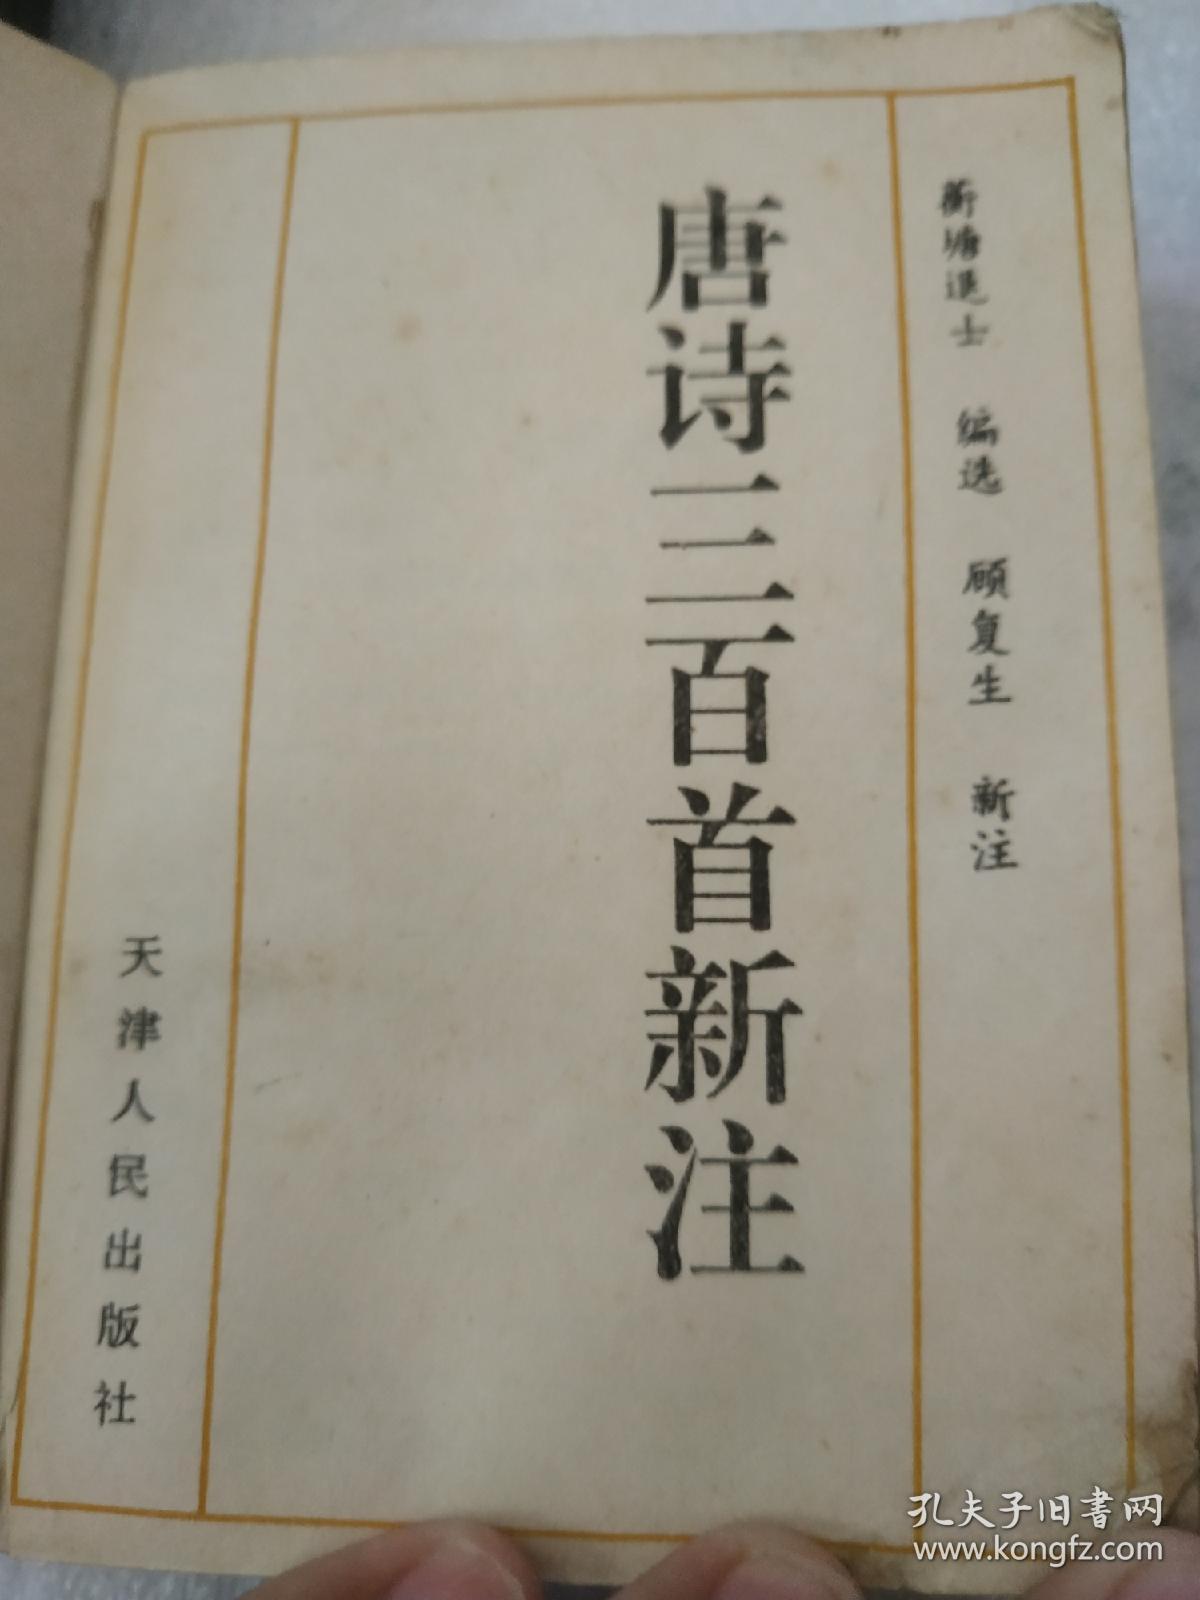 蘅塘退士 编选 顾复生 新注
唐诗三百首新注
天津人民出版社
孔夫子旧书网
www.kongfz.com